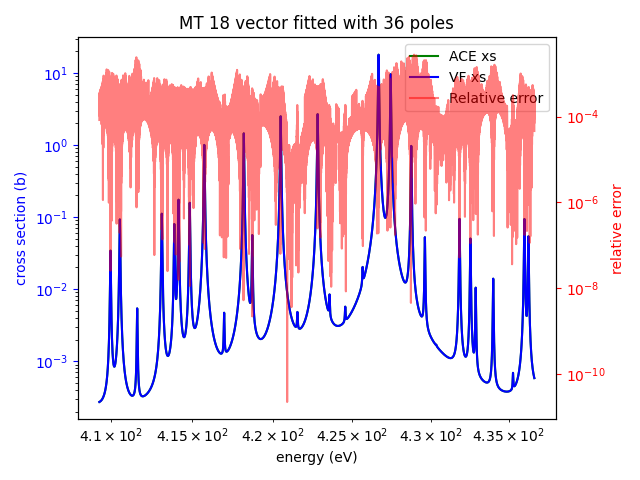 MT 18 vector fitted with 36 poles
ACE xs
VF xs
Relative error
10¹
10⁰
10⁻¹
10⁻²
10⁻³
cross section (b)
10⁻⁴
10⁻⁶
10⁻⁸
10⁻¹⁰
relative error
4.1 × 10² 4.15 × 10² 4.2 × 10² 4.25 × 10² 4.3 × 10² 4.35 × 10²
energy (eV)